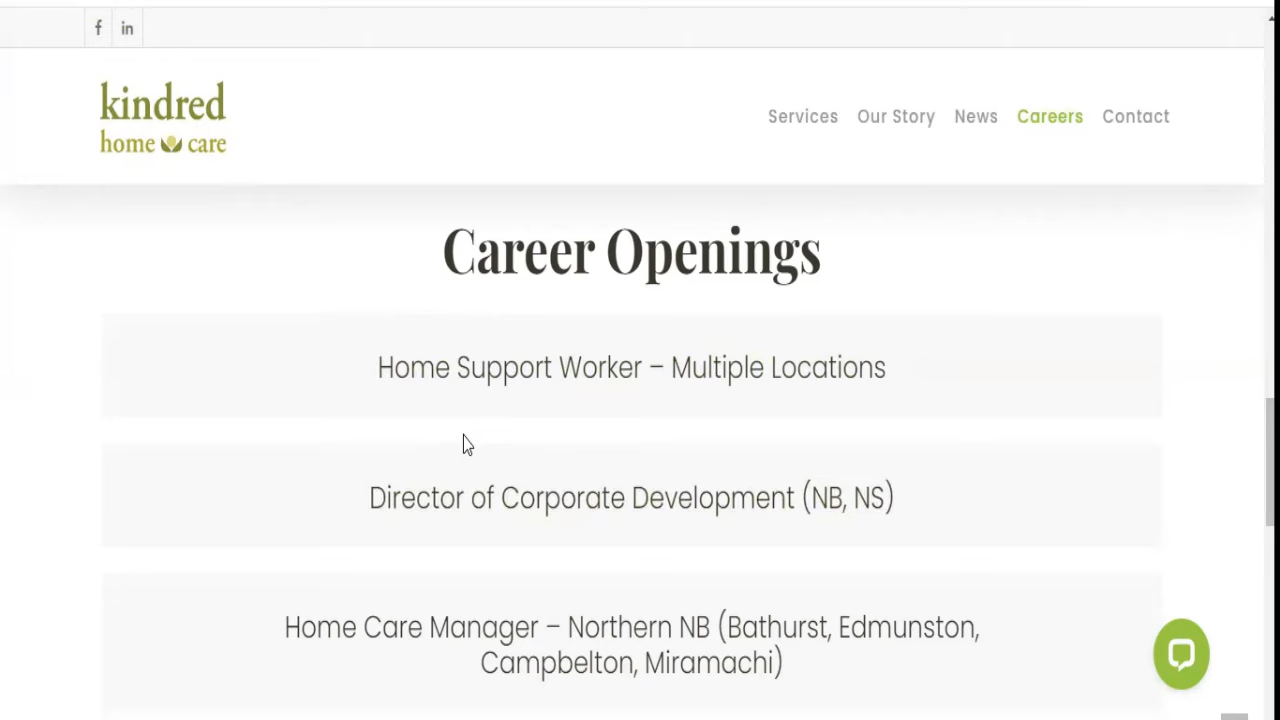 f in
kindred
home care
Services Our Story News Careers Contact
Career Openings
Home Support Worker – Multiple Locations
Director of Corporate Development (NB, NS)
Home Care Manager – Northern NB (Bathurst, Edmunston,
Campbelton, Miramachi)